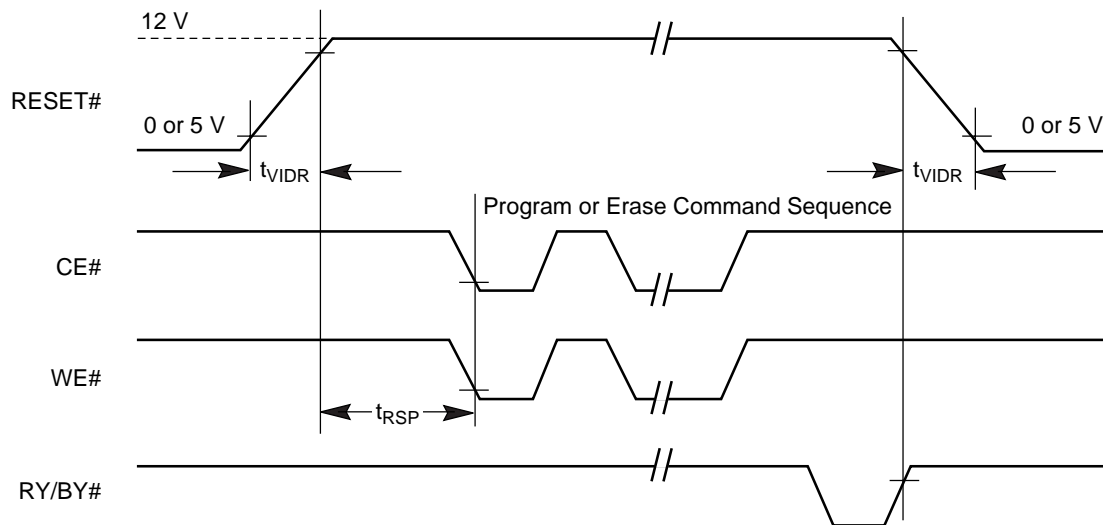 12 V
RESET#
0 or 5 V
0 or 5 V
tVIDR
tVIDR
Program or Erase Command Sequence
CE#
WE#
tRSP
RY/BY#